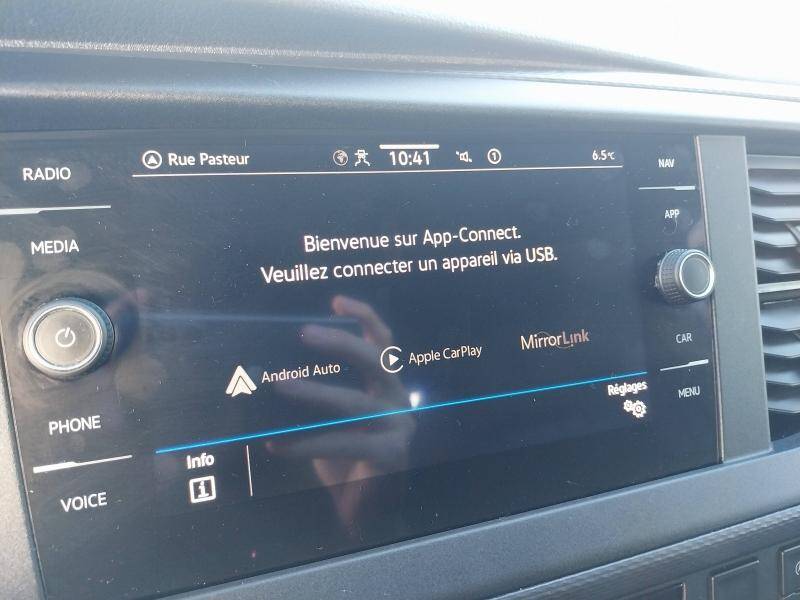 RADIO
MEDIA
PHONE
VOICE
Rue Pasteur
10:41
1
6.5°C
Bienvenue sur App-Connect.
Veuillez connecter un appareil via USB.
Android Auto
Apple CarPlay
MirrorLink
Réglages
Info
NAV
APP
CAR
MENU